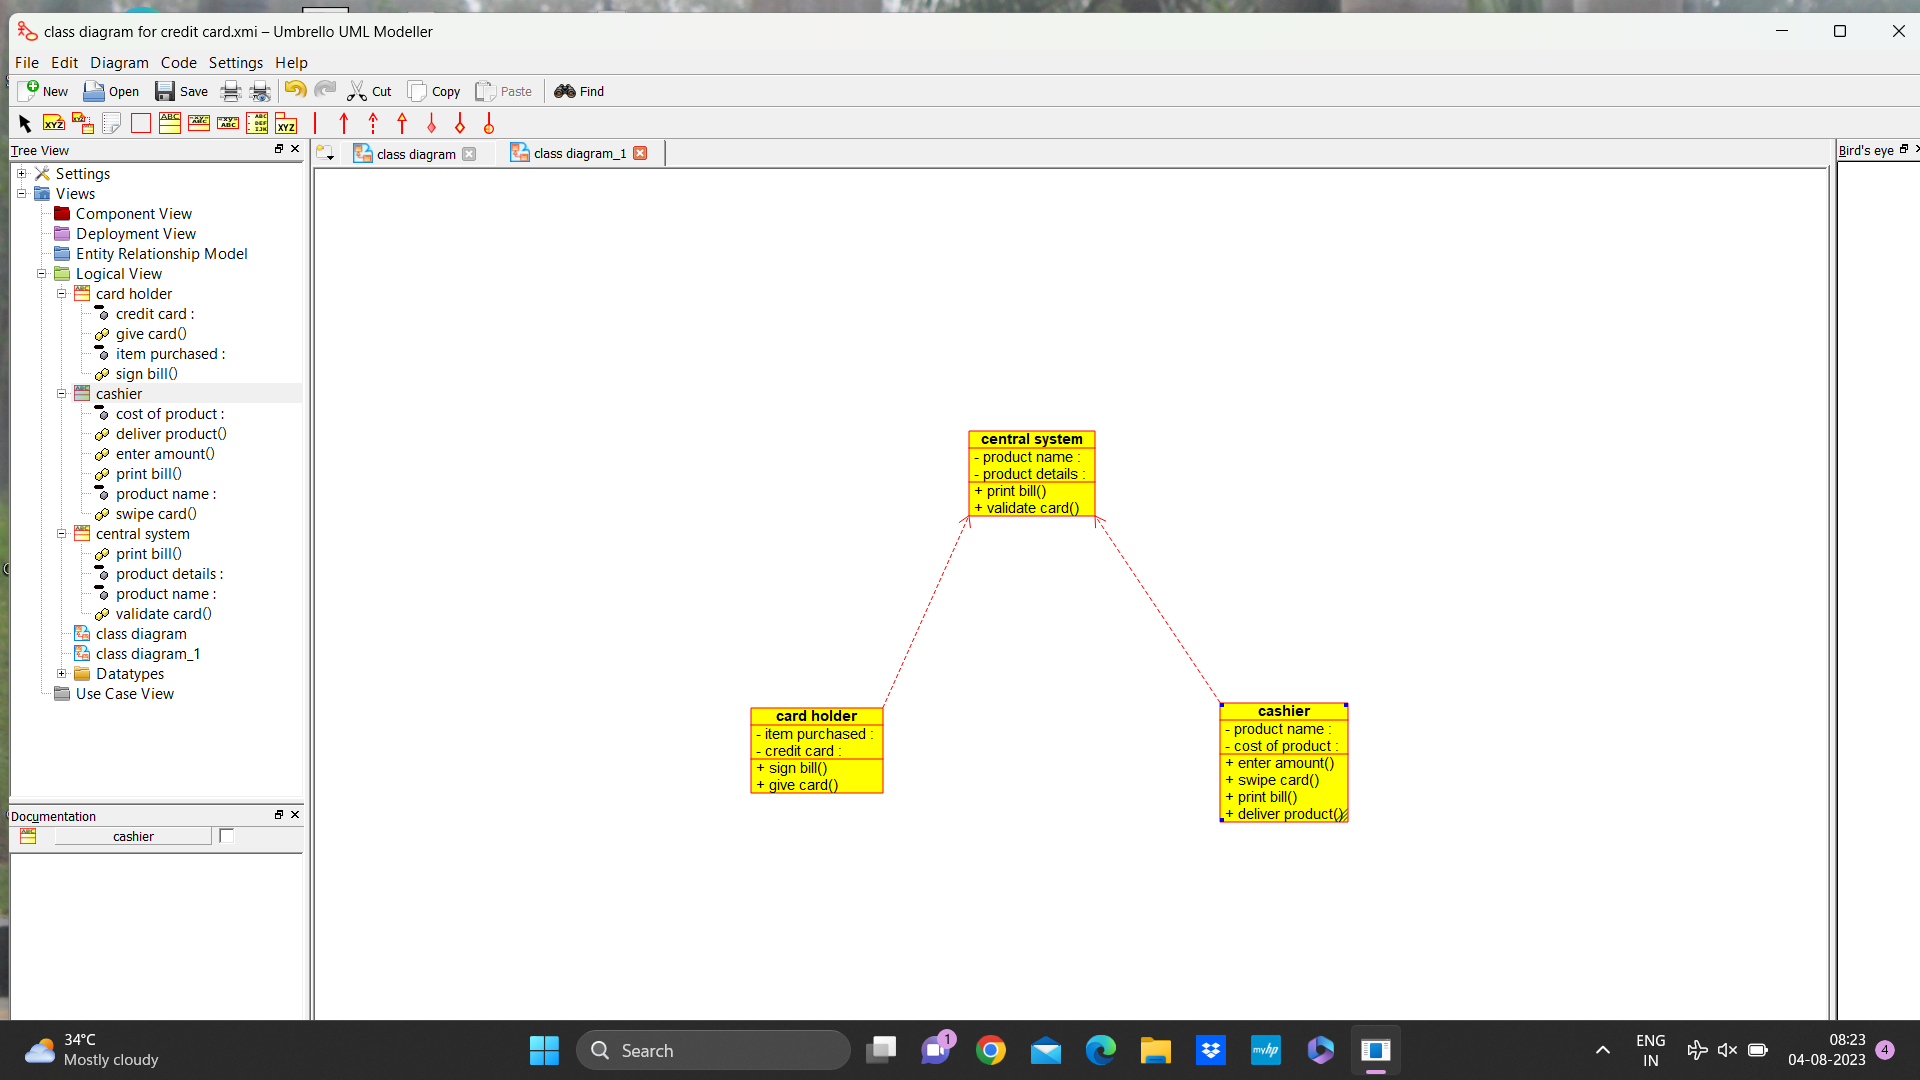 class diagram for credit card.xmi – Umbrello UML Modeller
File Edit Diagram Code Settings Help
New Open Save Cut Copy Paste Find
Tree View
class diagram
class diagram_1
Bird's eye
Settings
Views
Component View
Deployment View
Entity Relationship Model
Logical View
card holder
credit card :
give card()
item purchased :
sign bill()
cashier
cost of product :
deliver product()
enter amount()
print bill()
product name :
swipe card()
central system
print bill()
product details :
product name :
validate card()
class diagram
class diagram_1
Datatypes
Use Case View
central system
- product name :
- product details :
+ print bill()
+ validate card()
card holder
- item purchased :
- credit card :
+ sign bill()
+ give card()
cashier
- product name :
- cost of product :
+ enter amount()
+ swipe card()
+ print bill()
+ deliver product()
Documentation
cashier
34°C
Mostly cloudy
Search
1
myhp
ENG
IN
08:23
04-08-2023
4